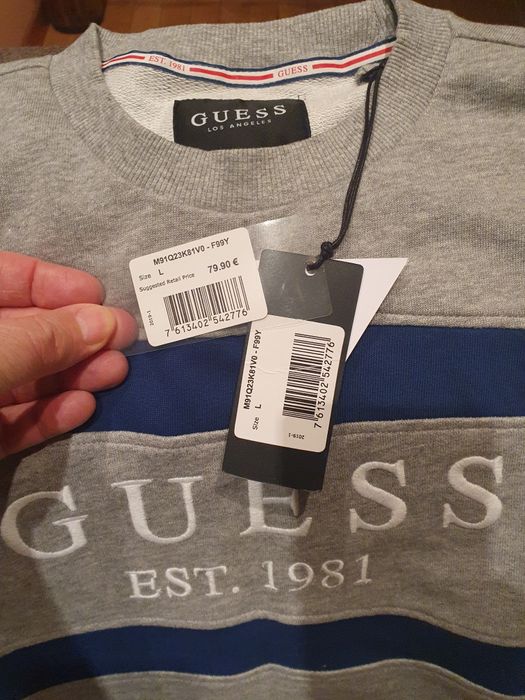 EST. 1981
GUESS
GUESS
LOS ANGELES
M91Q23K81V0 - F99Y
Size L 79.90 €
Suggested Retail Price
2019-1
7 613402 542776
M91Q23K81V0 - F99Y
Size L
7 613402 542776
2019-1
GUESS
EST. 1981